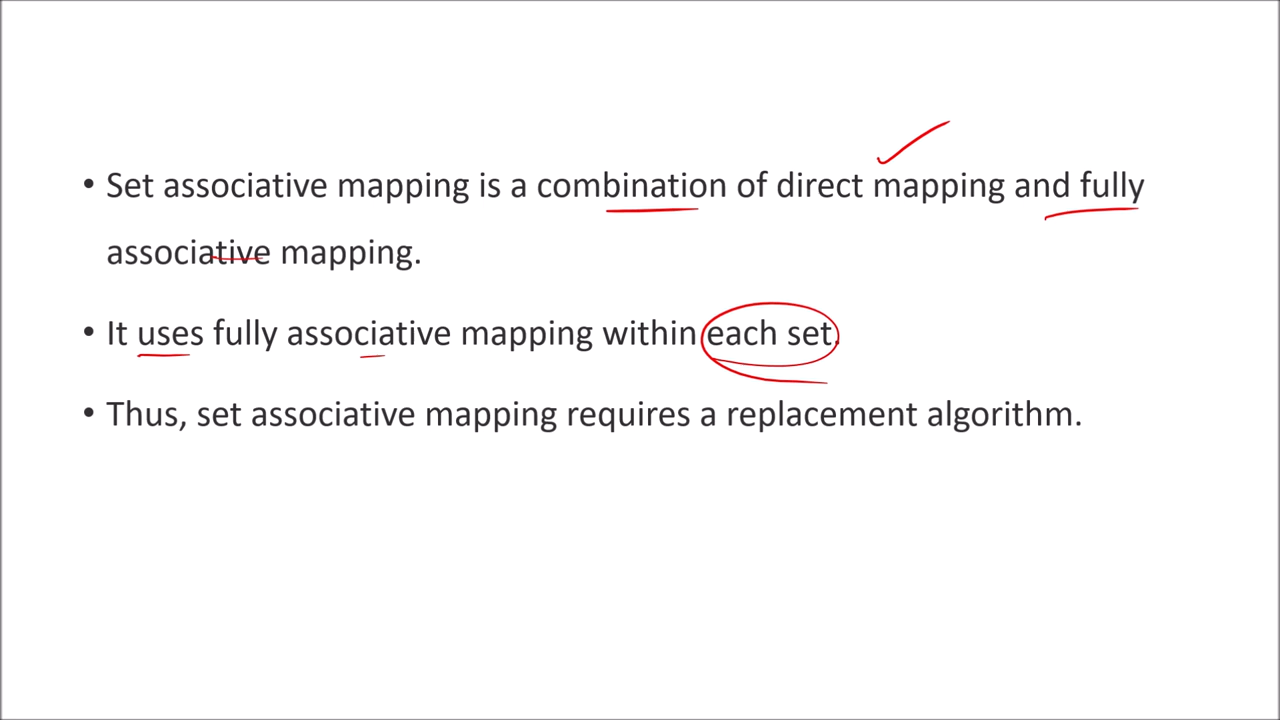 • Set associative mapping is a combination of direct mapping and fully
associative mapping.
• It uses fully associative mapping within each set.
• Thus, set associative mapping requires a replacement algorithm.